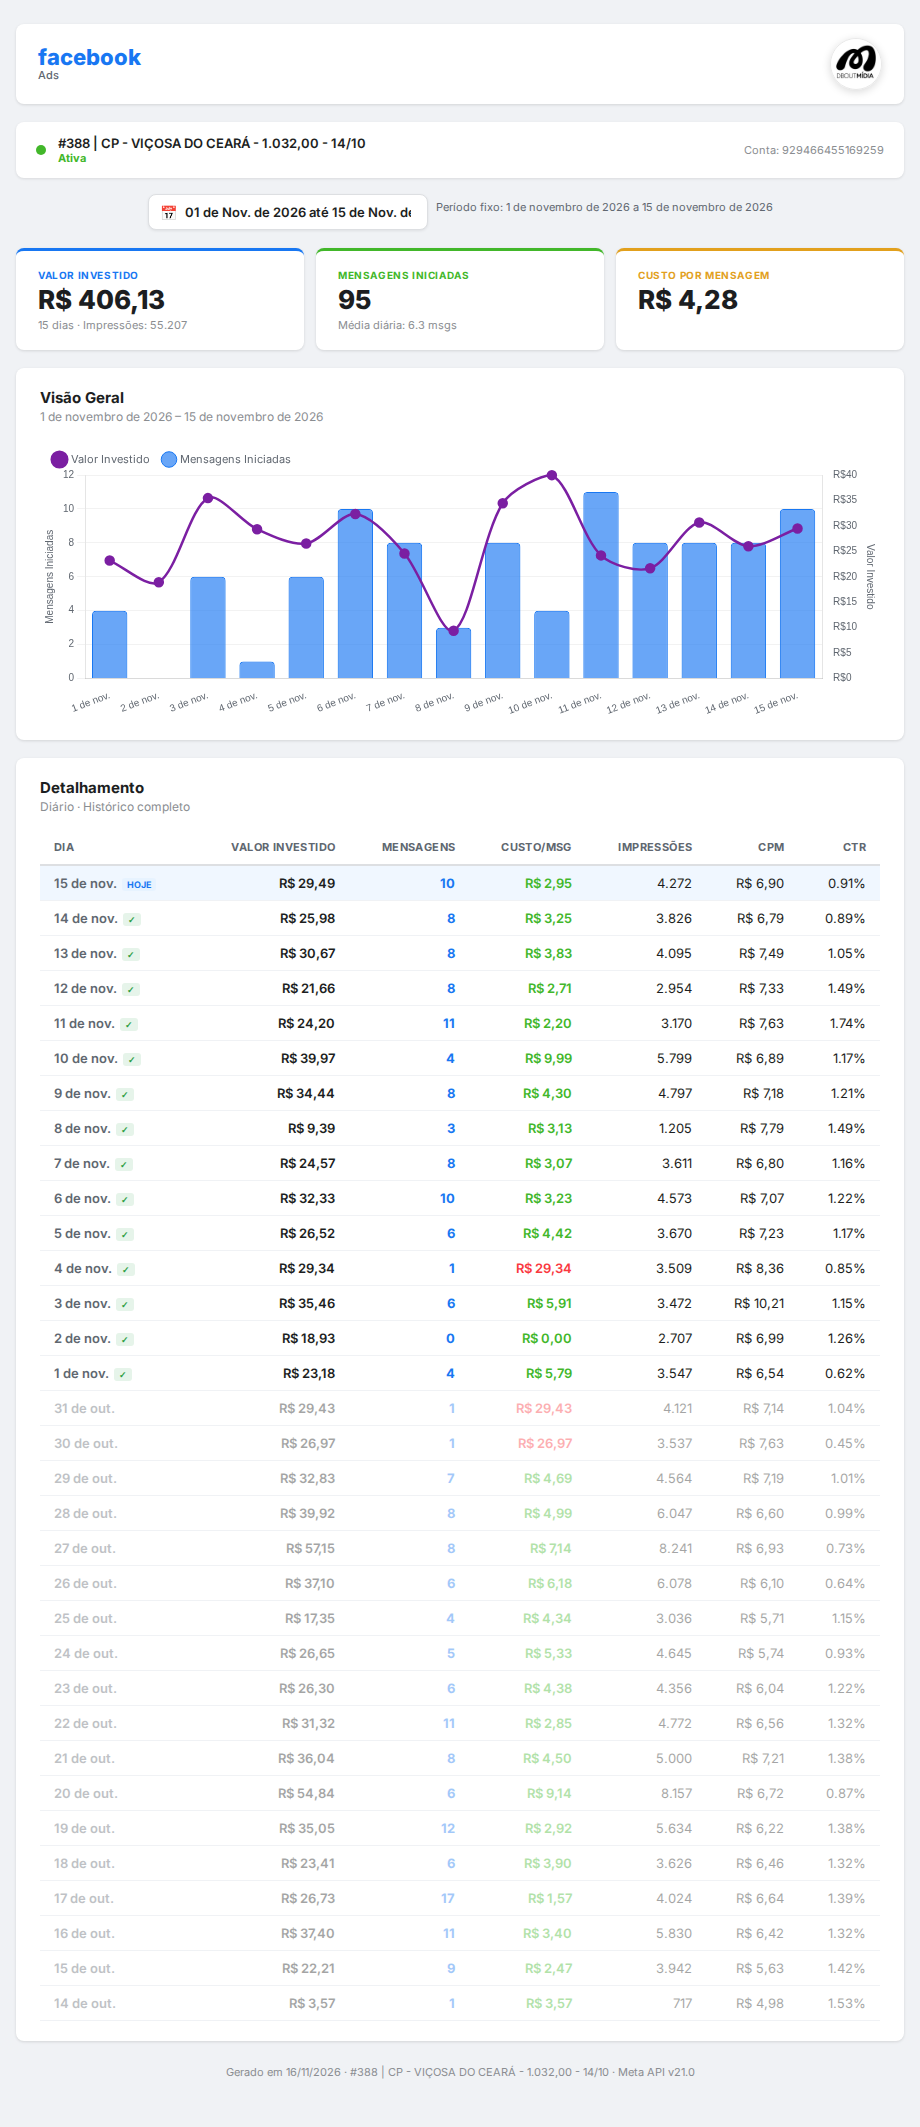 facebook
Ads
DBOUTMÍDIA
#388 | CP - VIÇOSA DO CEARÁ - 1.032,00 - 14/10
Ativa
Conta: 929466455169259
📅 01 de Nov. de 2026 até 15 de Nov. de
Período fixo: 1 de novembro de 2026 a 15 de novembro de 2026
VALOR INVESTIDO
R$ 406,13
15 dias · Impressões: 55.207
MENSAGENS INICIADAS
95
Média diária: 6.3 msgs
CUSTO POR MENSAGEM
R$ 4,28
Visão Geral
1 de novembro de 2026 – 15 de novembro de 2026
Valor Investido Mensagens Iniciadas
Mensagens Iniciadas
12
10
8
6
4
2
0
R$40
R$35
R$30
R$25
R$20
R$15
R$10
R$5
R$0
Valor Investido
1 de nov. 2 de nov. 3 de nov. 4 de nov. 5 de nov. 6 de nov. 7 de nov. 8 de nov. 9 de nov. 10 de nov. 11 de nov. 12 de nov. 13 de nov. 14 de nov. 15 de nov.
Detalhamento
Diário · Histórico completo
DIA VALOR INVESTIDO MENSAGENS CUSTO/MSG IMPRESSÕES CPM CTR
15 de nov. HOJE R$ 29,49 10 R$ 2,95 4.272 R$ 6,90 0.91%
14 de nov. ✓ R$ 25,98 8 R$ 3,25 3.826 R$ 6,79 0.89%
13 de nov. ✓ R$ 30,67 8 R$ 3,83 4.095 R$ 7,49 1.05%
12 de nov. ✓ R$ 21,66 8 R$ 2,71 2.954 R$ 7,33 1.49%
11 de nov. ✓ R$ 24,20 11 R$ 2,20 3.170 R$ 7,63 1.74%
10 de nov. ✓ R$ 39,97 4 R$ 9,99 5.799 R$ 6,89 1.17%
9 de nov. ✓ R$ 34,44 8 R$ 4,30 4.797 R$ 7,18 1.21%
8 de nov. ✓ R$ 9,39 3 R$ 3,13 1.205 R$ 7,79 1.49%
7 de nov. ✓ R$ 24,57 8 R$ 3,07 3.611 R$ 6,80 1.16%
6 de nov. ✓ R$ 32,33 10 R$ 3,23 4.573 R$ 7,07 1.22%
5 de nov. ✓ R$ 26,52 6 R$ 4,42 3.670 R$ 7,23 1.17%
4 de nov. ✓ R$ 29,34 1 R$ 29,34 3.509 R$ 8,36 0.85%
3 de nov. ✓ R$ 35,46 6 R$ 5,91 3.472 R$ 10,21 1.15%
2 de nov. ✓ R$ 18,93 0 R$ 0,00 2.707 R$ 6,99 1.26%
1 de nov. ✓ R$ 23,18 4 R$ 5,79 3.547 R$ 6,54 0.62%
31 de out. R$ 29,43 1 R$ 29,43 4.121 R$ 7,14 1.04%
30 de out. R$ 26,97 1 R$ 26,97 3.537 R$ 7,63 0.45%
29 de out. R$ 32,83 7 R$ 4,69 4.564 R$ 7,19 1.01%
28 de out. R$ 39,92 8 R$ 4,99 6.047 R$ 6,60 0.99%
27 de out. R$ 57,15 8 R$ 7,14 8.241 R$ 6,93 0.73%
26 de out. R$ 37,10 6 R$ 6,18 6.078 R$ 6,10 0.64%
25 de out. R$ 17,35 4 R$ 4,34 3.036 R$ 5,71 1.15%
24 de out. R$ 26,65 5 R$ 5,33 4.645 R$ 5,74 0.93%
23 de out. R$ 26,30 6 R$ 4,38 4.356 R$ 6,04 1.22%
22 de out. R$ 31,32 11 R$ 2,85 4.772 R$ 6,56 1.32%
21 de out. R$ 36,04 8 R$ 4,50 5.000 R$ 7,21 1.38%
20 de out. R$ 54,84 6 R$ 9,14 8.157 R$ 6,72 0.87%
19 de out. R$ 35,05 12 R$ 2,92 5.634 R$ 6,22 1.38%
18 de out. R$ 23,41 6 R$ 3,90 3.626 R$ 6,46 1.32%
17 de out. R$ 26,73 17 R$ 1,57 4.024 R$ 6,64 1.39%
16 de out. R$ 37,40 11 R$ 3,40 5.830 R$ 6,42 1.32%
15 de out. R$ 22,21 9 R$ 2,47 3.942 R$ 5,63 1.42%
14 de out. R$ 3,57 1 R$ 3,57 717 R$ 4,98 1.53%
Gerado em 16/11/2026 · #388 | CP - VIÇOSA DO CEARÁ - 1.032,00 - 14/10 · Meta API v21.0